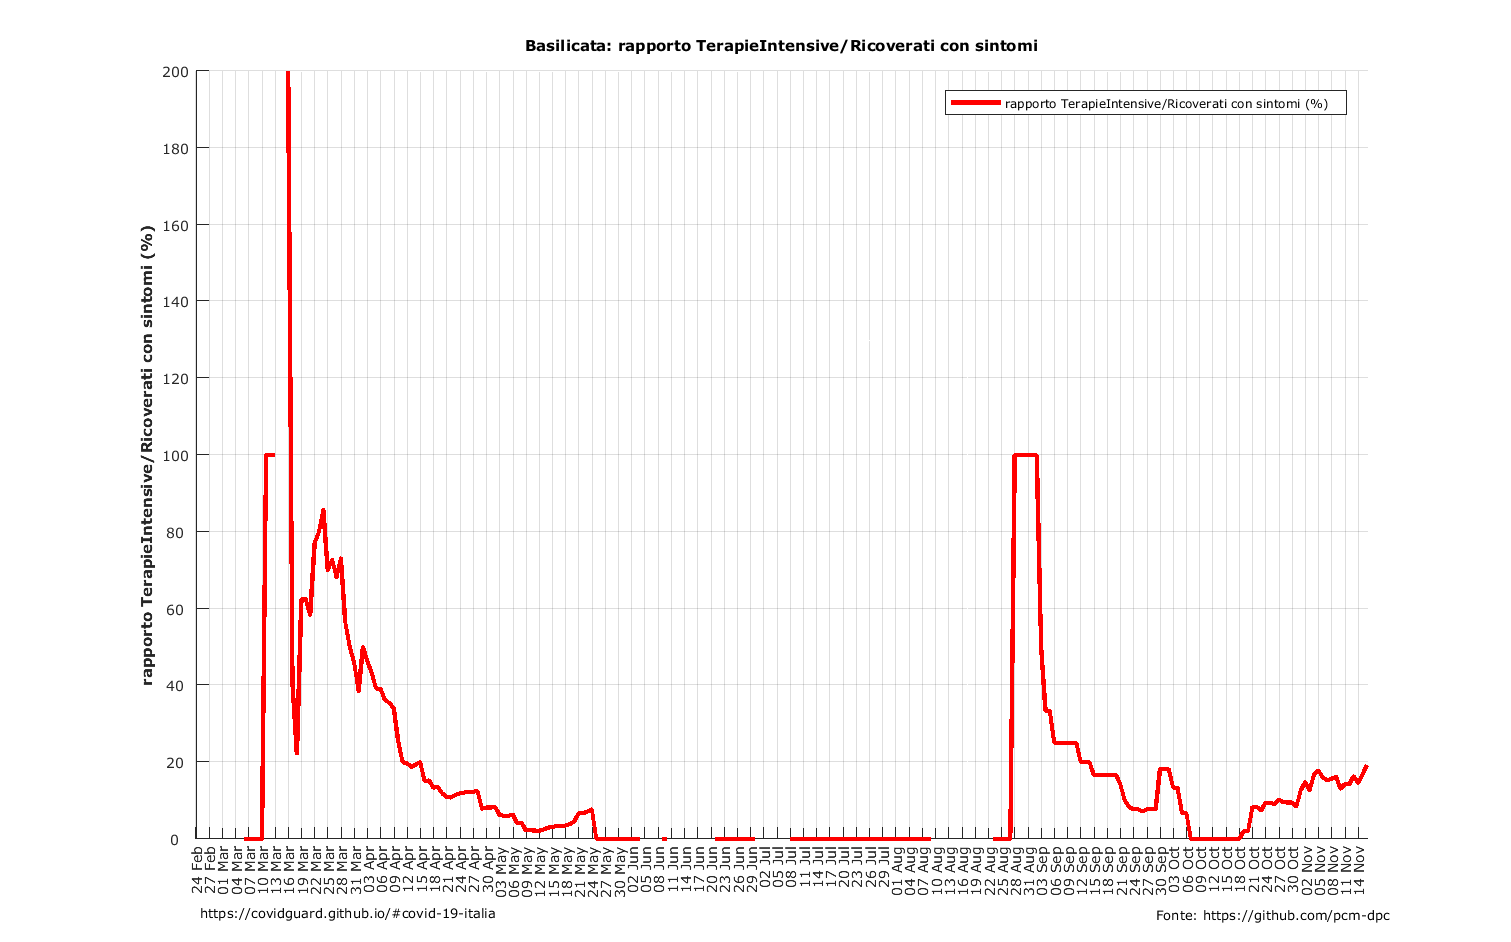 Basilicata: rapporto TerapieIntensive/Ricoverati con sintomi
rapporto TerapieIntensive/Ricoverati con sintomi (%)
rapporto TerapieIntensive/Ricoverati con sintomi (%)
200
180
160
140
120
100
80
60
40
20
0
24 Feb
27 Feb
01 Mar
04 Mar
07 Mar
10 Mar
13 Mar
16 Mar
19 Mar
22 Mar
25 Mar
28 Mar
31 Mar
03 Apr
06 Apr
09 Apr
12 Apr
15 Apr
18 Apr
21 Apr
24 Apr
27 Apr
30 Apr
03 May
06 May
09 May
12 May
15 May
18 May
21 May
24 May
27 May
30 May
02 Jun
05 Jun
08 Jun
11 Jun
14 Jun
17 Jun
20 Jun
23 Jun
26 Jun
29 Jun
02 Jul
05 Jul
08 Jul
11 Jul
14 Jul
17 Jul
20 Jul
23 Jul
26 Jul
29 Jul
01 Aug
04 Aug
07 Aug
10 Aug
13 Aug
16 Aug
19 Aug
22 Aug
25 Aug
28 Aug
31 Aug
03 Sep
06 Sep
09 Sep
12 Sep
15 Sep
18 Sep
21 Sep
24 Sep
27 Sep
30 Sep
03 Oct
06 Oct
09 Oct
12 Oct
15 Oct
18 Oct
21 Oct
24 Oct
27 Oct
30 Oct
02 Nov
05 Nov
08 Nov
11 Nov
14 Nov
https://covidguard.github.io/#covid-19-italia
Fonte: https://github.com/pcm-dpc